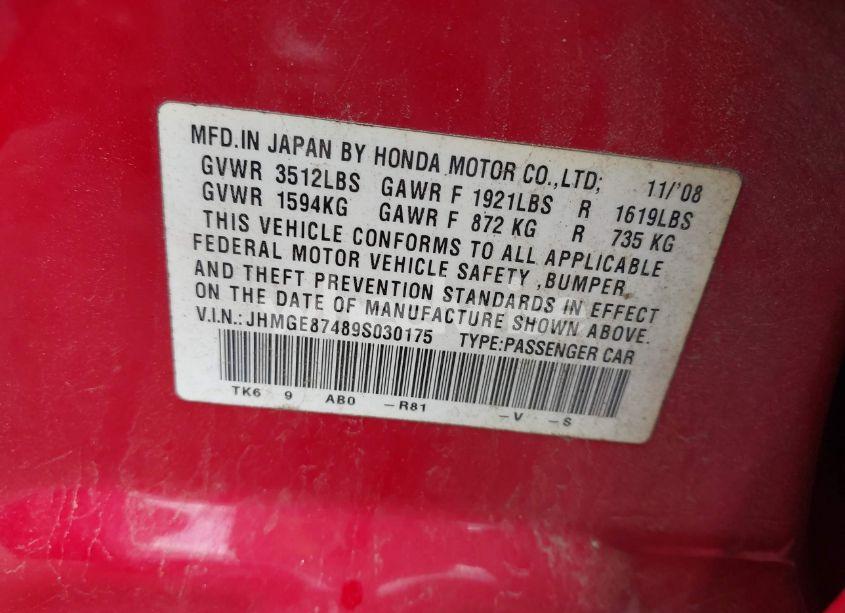 MFD.IN JAPAN BY HONDA MOTOR CO.,LTD; 11/'08
GVWR 3512LBS GAWR F 1921LBS R 1619LBS
GVWR 1594KG GAWR F 872 KG R 735 KG
THIS VEHICLE CONFORMS TO ALL APPLICABLE
FEDERAL MOTOR VEHICLE SAFETY ,BUMPER
AND THEFT PREVENTION STANDARDS IN EFFECT
ON THE DATE OF MANUFACTURE SHOWN ABOVE.
V.I.N.: JHMGE87489S030175 TYPE:PASSENGER CAR
TK6 9 AB0 -R81 -V -S